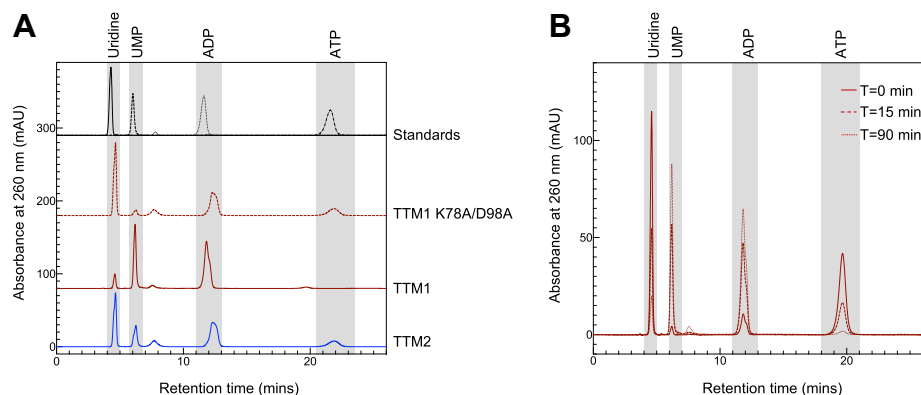 A
Uridine
UMP
ADP
ATP
Absorbance at 260 nm (mAU)
300
200
100
0
Standards
TTM1 K78A/D98A
TTM1
TTM2
0
10
20
Retention time (mins)
B
Uridine
UMP
ADP
ATP
Absorbance at 260 nm (mAU)
100
50
0
T=0 min
T=15 min
T=90 min
0
10
20
Retention time (mins)